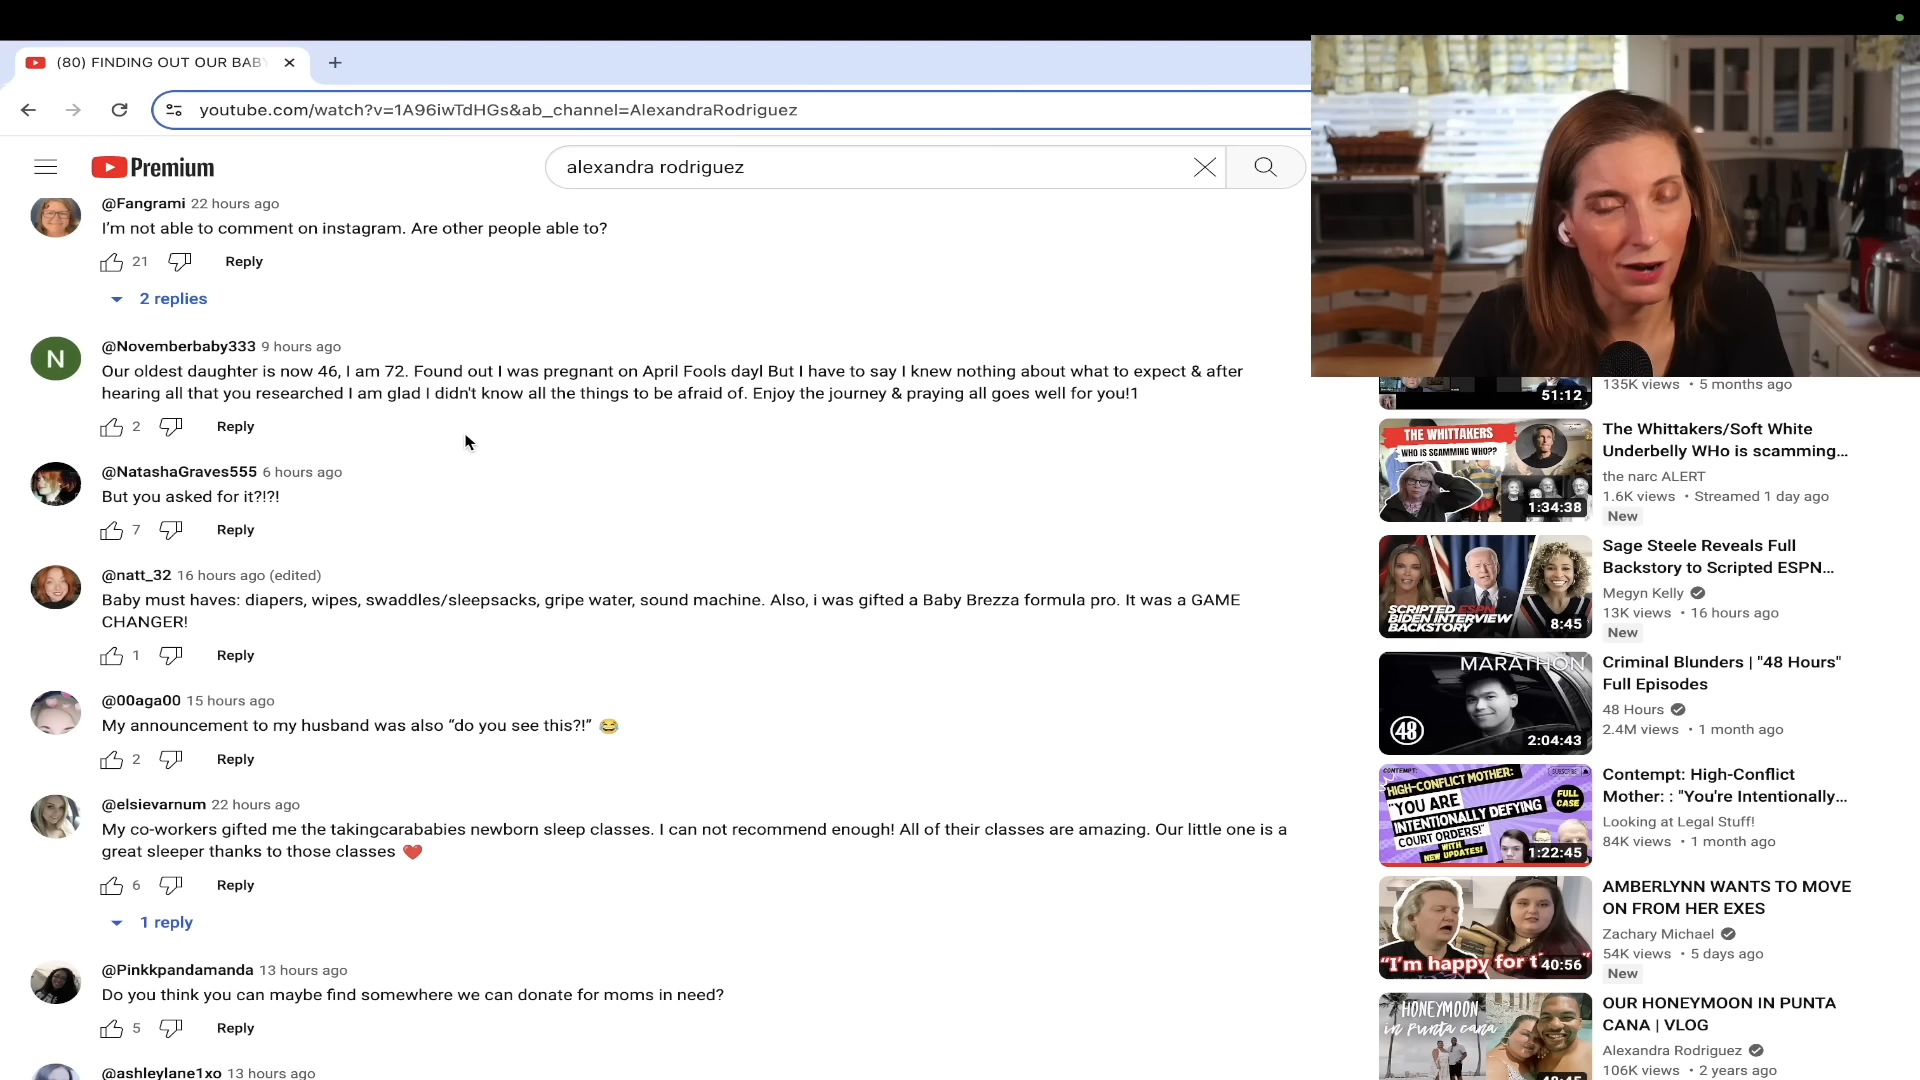 (80) FINDING OUT OUR BAB
youtube.com/watch?v=1A96iwTdHGs&ab_channel=AlexandraRodriguez
Premium
alexandra rodriguez
@Fangrami 22 hours ago
I'm not able to comment on instagram. Are other people able to?
21 Reply
2 replies
N
@Novemberbaby333 9 hours ago
Our oldest daughter is now 46, I am 72. Found out I was pregnant on April Fools day! But I have to say I knew nothing about what to expect & after
hearing all that you researched I am glad I didn't know all the things to be afraid of. Enjoy the journey & praying all goes well for you!1
2 Reply
@NatashaGraves555 6 hours ago
But you asked for it?!?!
7 Reply
@natt_32 16 hours ago (edited)
Baby must haves: diapers, wipes, swaddles/sleepsacks, gripe water, sound machine. Also, i was gifted a Baby Brezza formula pro. It was a GAME
CHANGER!
1 Reply
@00aga00 15 hours ago
My announcement to my husband was also “do you see this?!” 😂
2 Reply
@elsievarnum 22 hours ago
My co-workers gifted me the takingcarababies newborn sleep classes. I can not recommend enough! All of their classes are amazing. Our little one is a
great sleeper thanks to those classes ❤️
6 Reply
1 reply
@Pinkkpandamanda 13 hours ago
Do you think you can maybe find somewhere we can donate for moms in need?
5 Reply
@ashleylane1xo 13 hours ago
51:12
135K views • 5 months ago
THE WHITTAKERS
WHO IS SCAMMING WHO??
1:34:38
The Whittakers/Soft White
Underbelly WHo is scamming...
the narc ALERT
1.6K views • Streamed 1 day ago
New
SCRIPTED ESPN
BIDEN INTERVIEW
BACKSTORY
8:45
Sage Steele Reveals Full
Backstory to Scripted ESPN...
Megyn Kelly
13K views • 16 hours ago
New
MARATHON
48
2:04:43
Criminal Blunders | "48 Hours"
Full Episodes
48 Hours
2.4M views • 1 month ago
CONTEMPT:
SUBSCRIBE
HIGH-CONFLICT MOTHER:
"YOU ARE
INTENTIONALLY DEFYING
COURT ORDERS!"
FULL
CASE
WITH
NEW UPDATES!
1:22:45
Contempt: High-Conflict
Mother: : "You're Intentionally...
Looking at Legal Stuff!
84K views • 1 month ago
"I'm happy for t
40:56
AMBERLYNN WANTS TO MOVE
ON FROM HER EXES
Zachary Michael
54K views • 5 days ago
New
HONEYMOON
in Punta cana
OUR HONEYMOON IN PUNTA
CANA | VLOG
Alexandra Rodriguez
106K views • 2 years ago